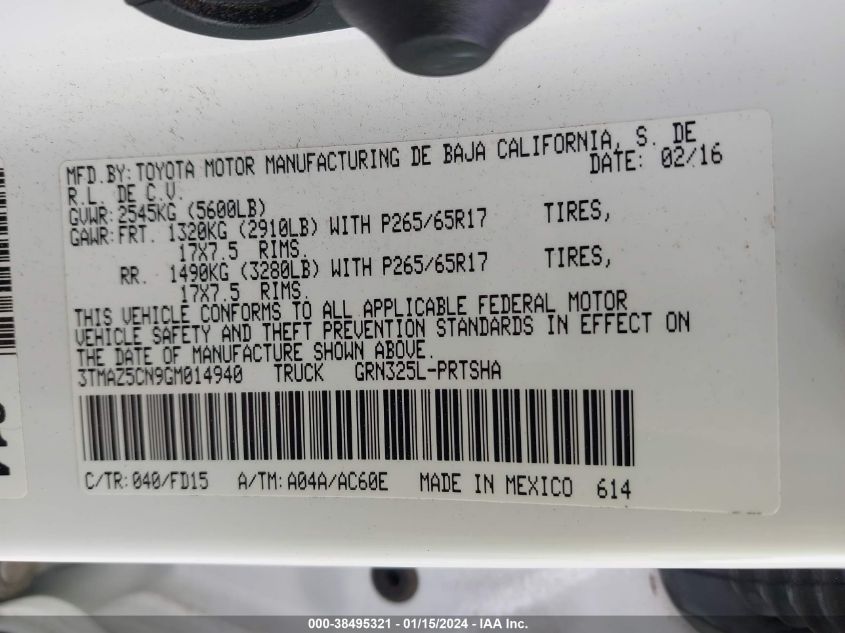 MFD.BY: TOYOTA MOTOR MANUFACTURING DE BAJA CALIFORNIA, S. DE
R.L. DE C.V. DATE: 02/16
GVWR: 2545KG (5600LB)
GAWR: FRT. 1320KG (2910LB) WITH P265/65R17 TIRES,
17X7.5 RIMS.
RR. 1490KG (3280LB) WITH P265/65R17 TIRES,
17X7.5 RIMS.
THIS VEHICLE CONFORMS TO ALL APPLICABLE FEDERAL MOTOR
VEHICLE SAFETY AND THEFT PREVENTION STANDARDS IN EFFECT ON
THE DATE OF MANUFACTURE SHOWN ABOVE.
3TMAZ5CN9GM014940 TRUCK GRN325L-PRTSHA
C/TR: 040/FD15 A/TM: A04A/AC60E MADE IN MEXICO 614
000-38495321 - 01/15/2024 - IAA Inc.